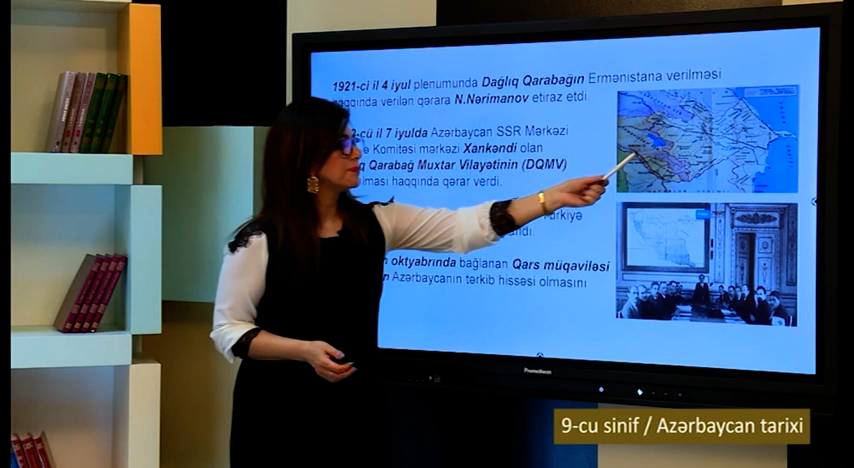 1921-ci il 4 iyul plenumunda Dağlıq Qarabağın Ermənistana verilməsi
haqqında verilən qərara N.Nərimanov etiraz etdi
-cü il 7 iyulda Azərbaycan SSR Mərkəzi
Komitəsi mərkəzi Xankəndi olan
Qarabağ Muxtar Vilayətinin (DQMV)
haqqında qərar verdi.
oktyabrında bağlanan Qars müqaviləsi
Azərbaycanın tərkib hissəsi olmasını
Promethean
9-cu sinif / Azərbaycan tarixi